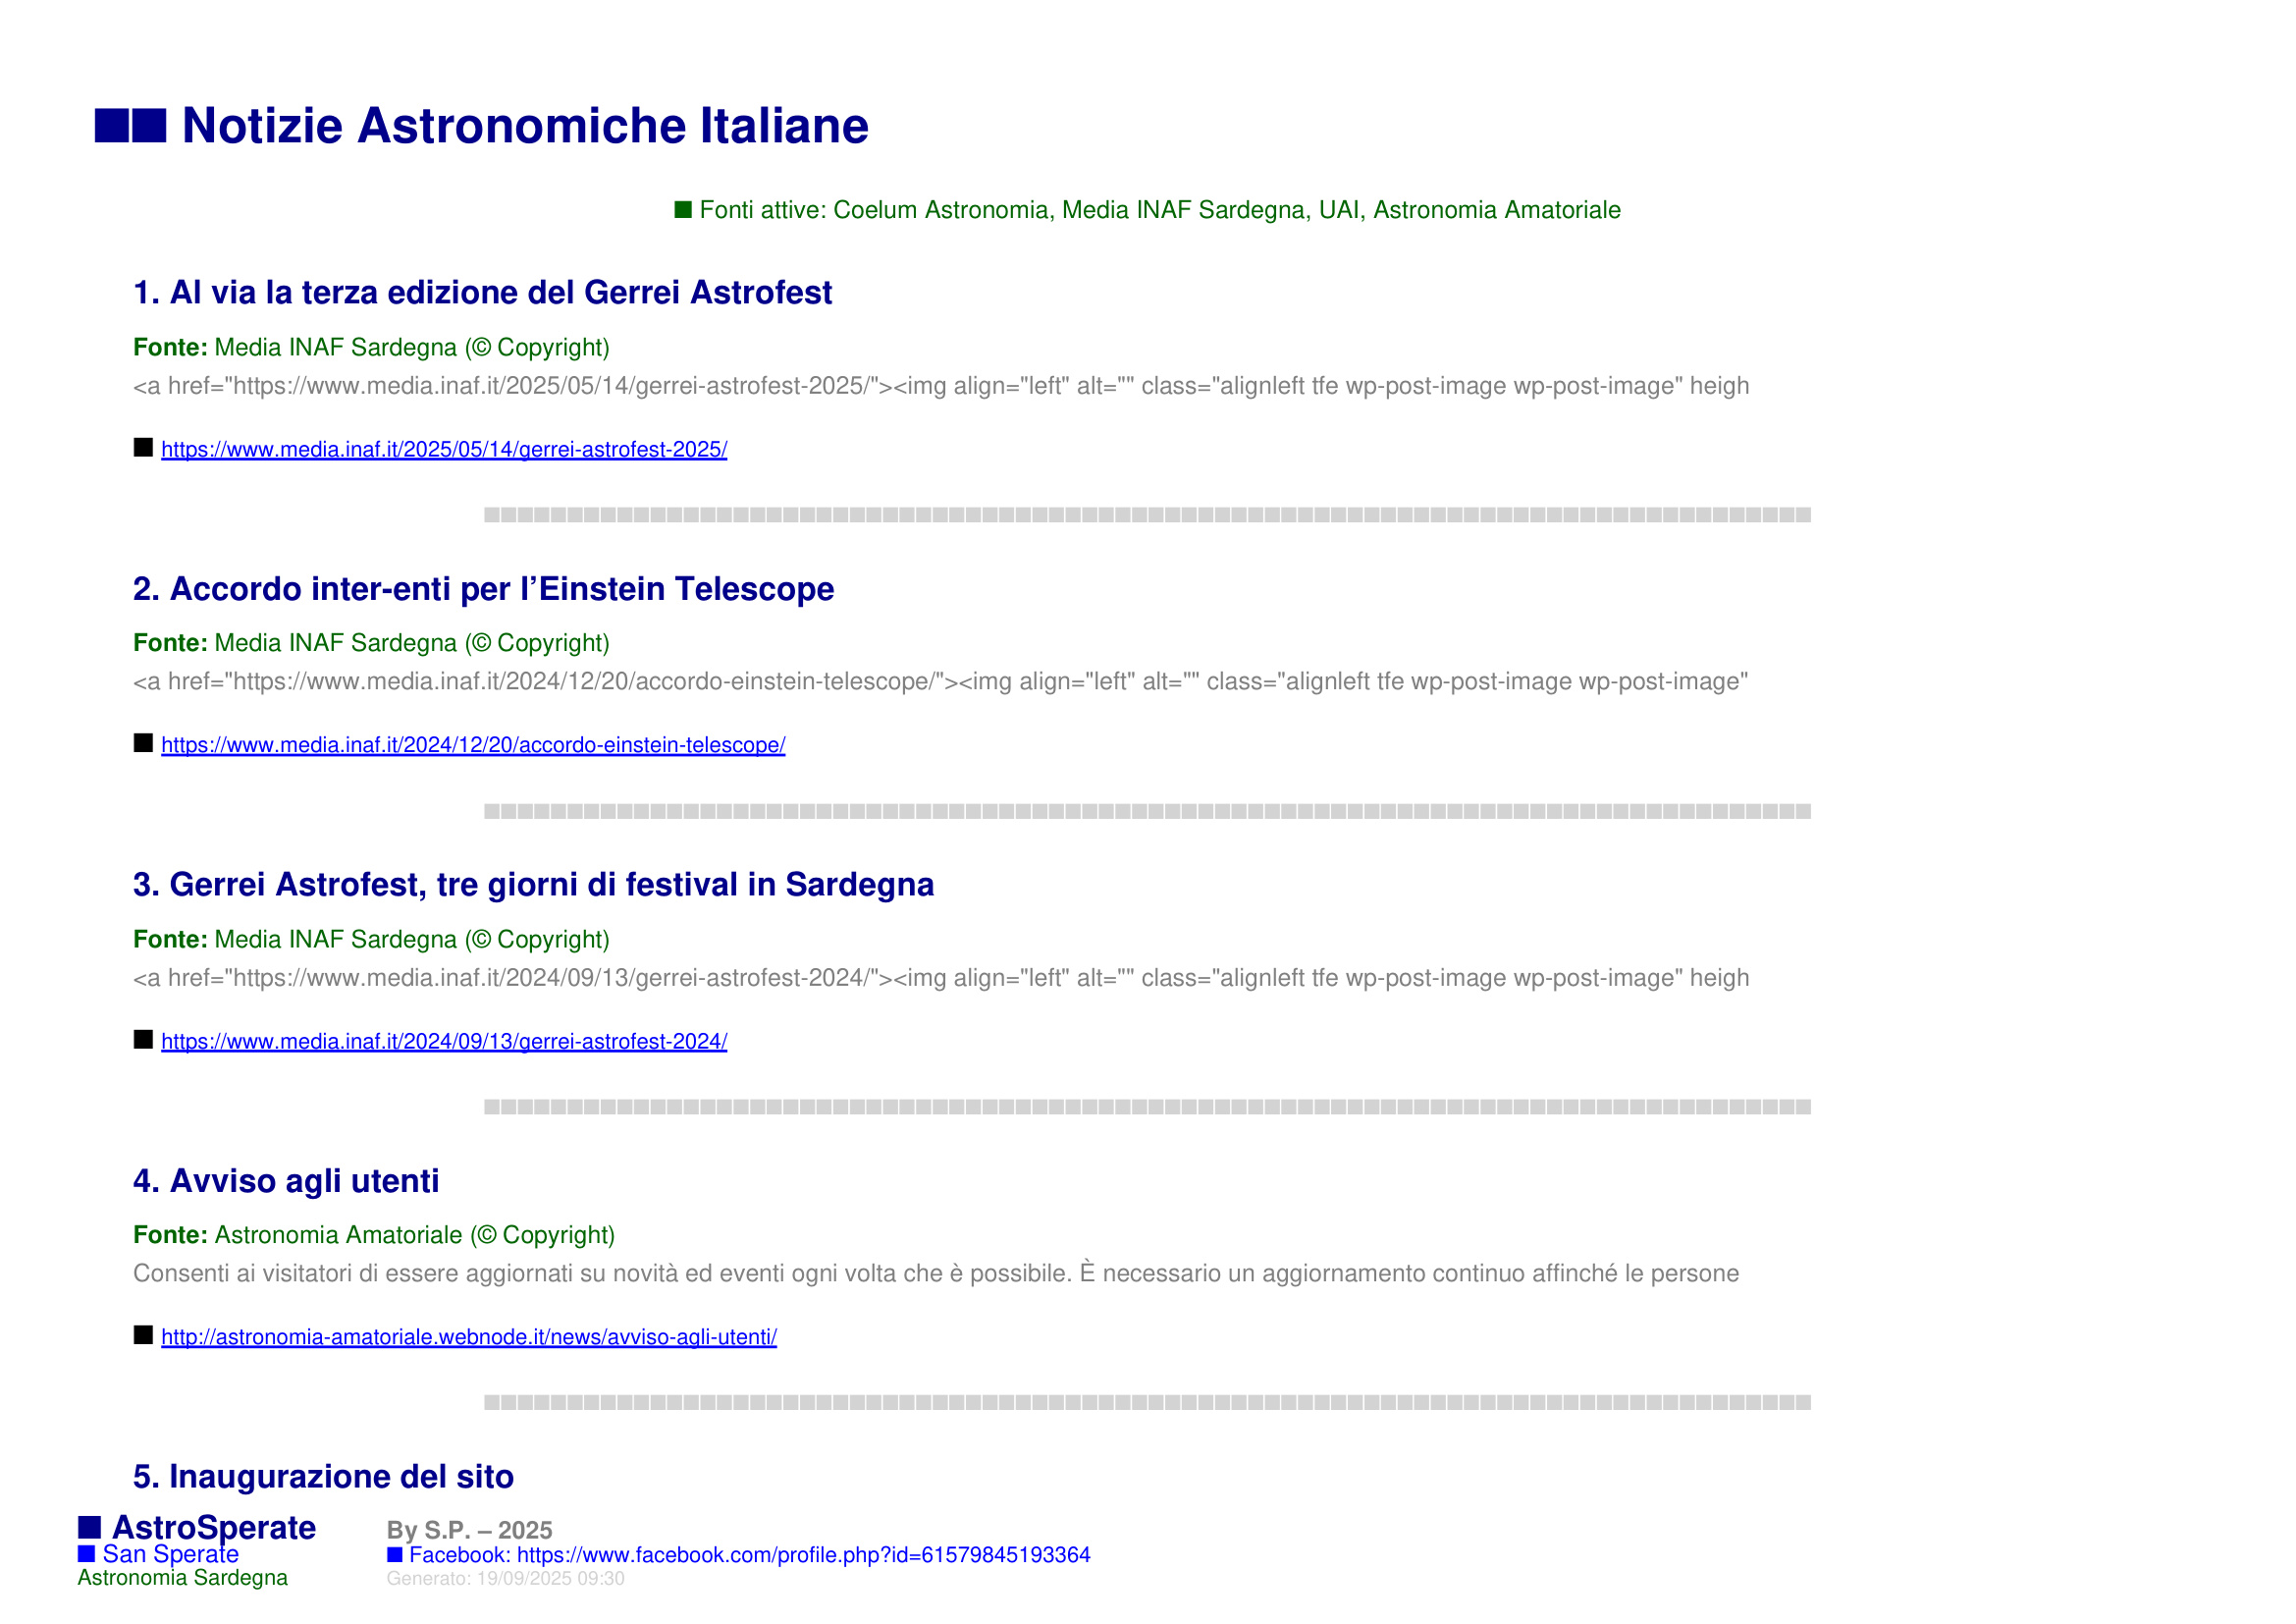 ■■ Notizie Astronomiche Italiane
■ Fonti attive: Coelum Astronomia, Media INAF Sardegna, UAI, Astronomia Amatoriale
1. Al via la terza edizione del Gerrei Astrofest
Fonte: Media INAF Sardegna (© Copyright)
<a href="https://www.media.inaf.it/2025/05/14/gerrei-astrofest-2025/"><img align="left" alt="" class="alignleft tfe wp-post-image wp-post-image" heigh
■ https://www.media.inaf.it/2025/05/14/gerrei-astrofest-2025/
2. Accordo inter-enti per l’Einstein Telescope
Fonte: Media INAF Sardegna (© Copyright)
<a href="https://www.media.inaf.it/2024/12/20/accordo-einstein-telescope/"><img align="left" alt="" class="alignleft tfe wp-post-image wp-post-image"
■ https://www.media.inaf.it/2024/12/20/accordo-einstein-telescope/
3. Gerrei Astrofest, tre giorni di festival in Sardegna
Fonte: Media INAF Sardegna (© Copyright)
<a href="https://www.media.inaf.it/2024/09/13/gerrei-astrofest-2024/"><img align="left" alt="" class="alignleft tfe wp-post-image wp-post-image" heigh
■ https://www.media.inaf.it/2024/09/13/gerrei-astrofest-2024/
4. Avviso agli utenti
Fonte: Astronomia Amatoriale (© Copyright)
Consenti ai visitatori di essere aggiornati su novità ed eventi ogni volta che è possibile. È necessario un aggiornamento continuo affinché le persone
■ http://astronomia-amatoriale.webnode.it/news/avviso-agli-utenti/
5. Inaugurazione del sito
■ AstroSperate
■ San Sperate
Astronomia Sardegna
By S.P. – 2025
■ Facebook: https://www.facebook.com/profile.php?id=61579845193364
Generato: 19/09/2025 09:30